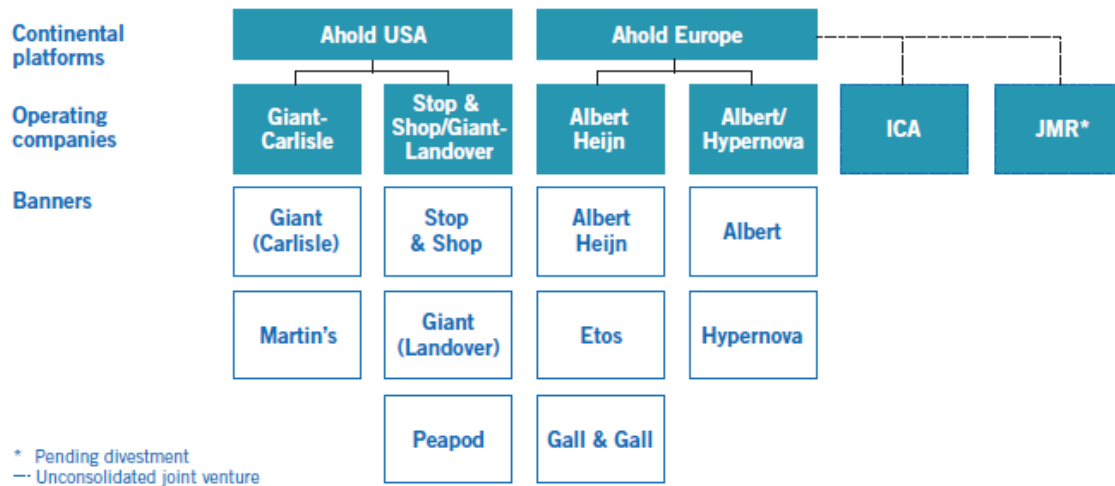 Continental
platforms
Ahold USA
Ahold Europe
Operating
companies
Giant-
Carlisle
Stop &
Shop/Giant-
Landover
Albert
Heijn
Albert/
Hypernova
ICA
JMR*
Banners
Giant
(Carlisle)
Stop
& Shop
Albert
Heijn
Albert
Martin's
Giant
(Landover)
Etos
Hypernova
Peapod
Gall & Gall
* Pending divestment
–·– Unconsolidated joint venture